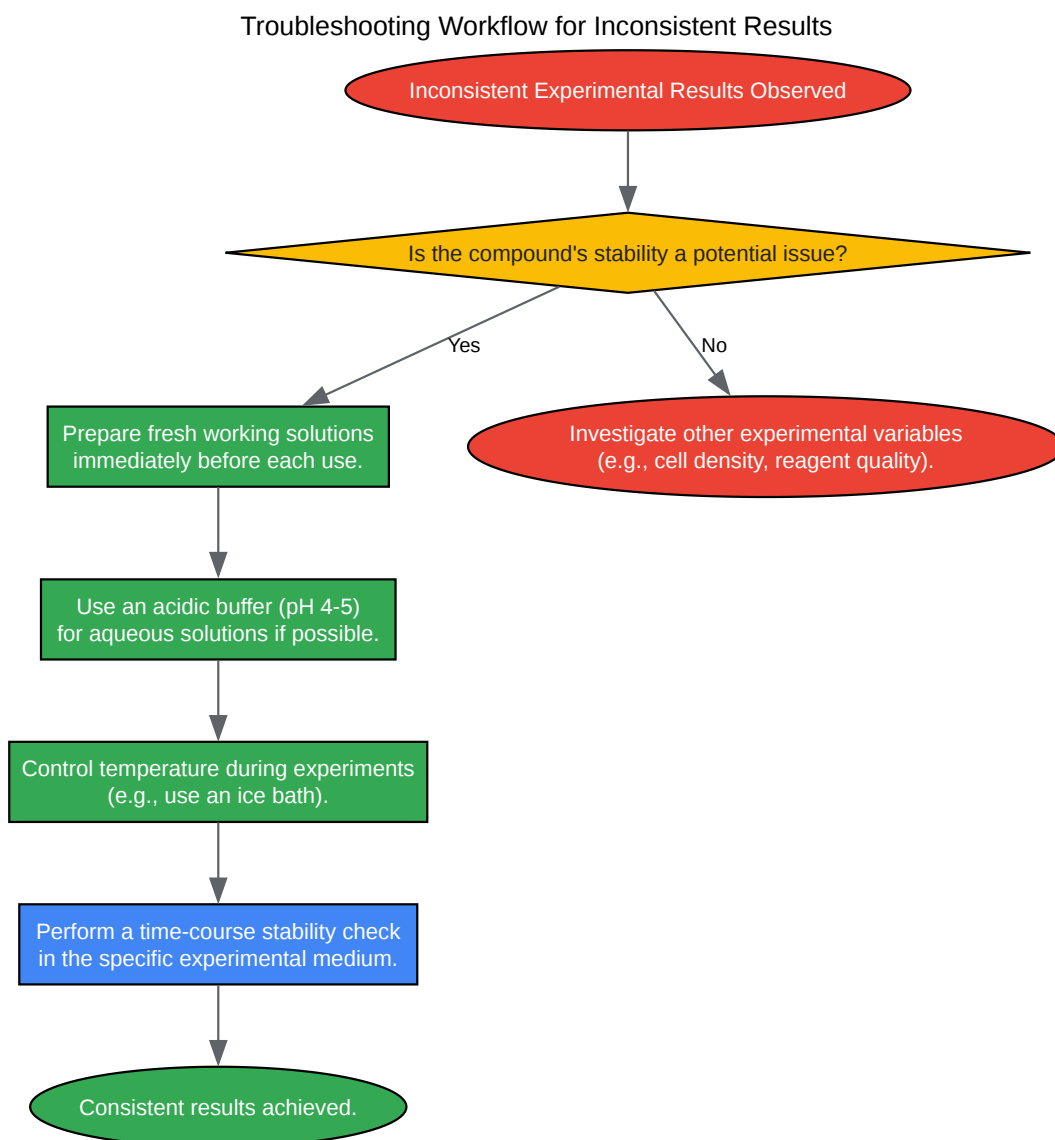 Troubleshooting Workflow for Inconsistent Results
Inconsistent Experimental Results Observed
Is the compound's stability a potential issue?
Yes
No
Prepare fresh working solutions
immediately before each use.
Investigate other experimental variables
(e.g., cell density, reagent quality).
Use an acidic buffer (pH 4-5)
for aqueous solutions if possible.
Control temperature during experiments
(e.g., use an ice bath).
Perform a time-course stability check
in the specific experimental medium.
Consistent results achieved.